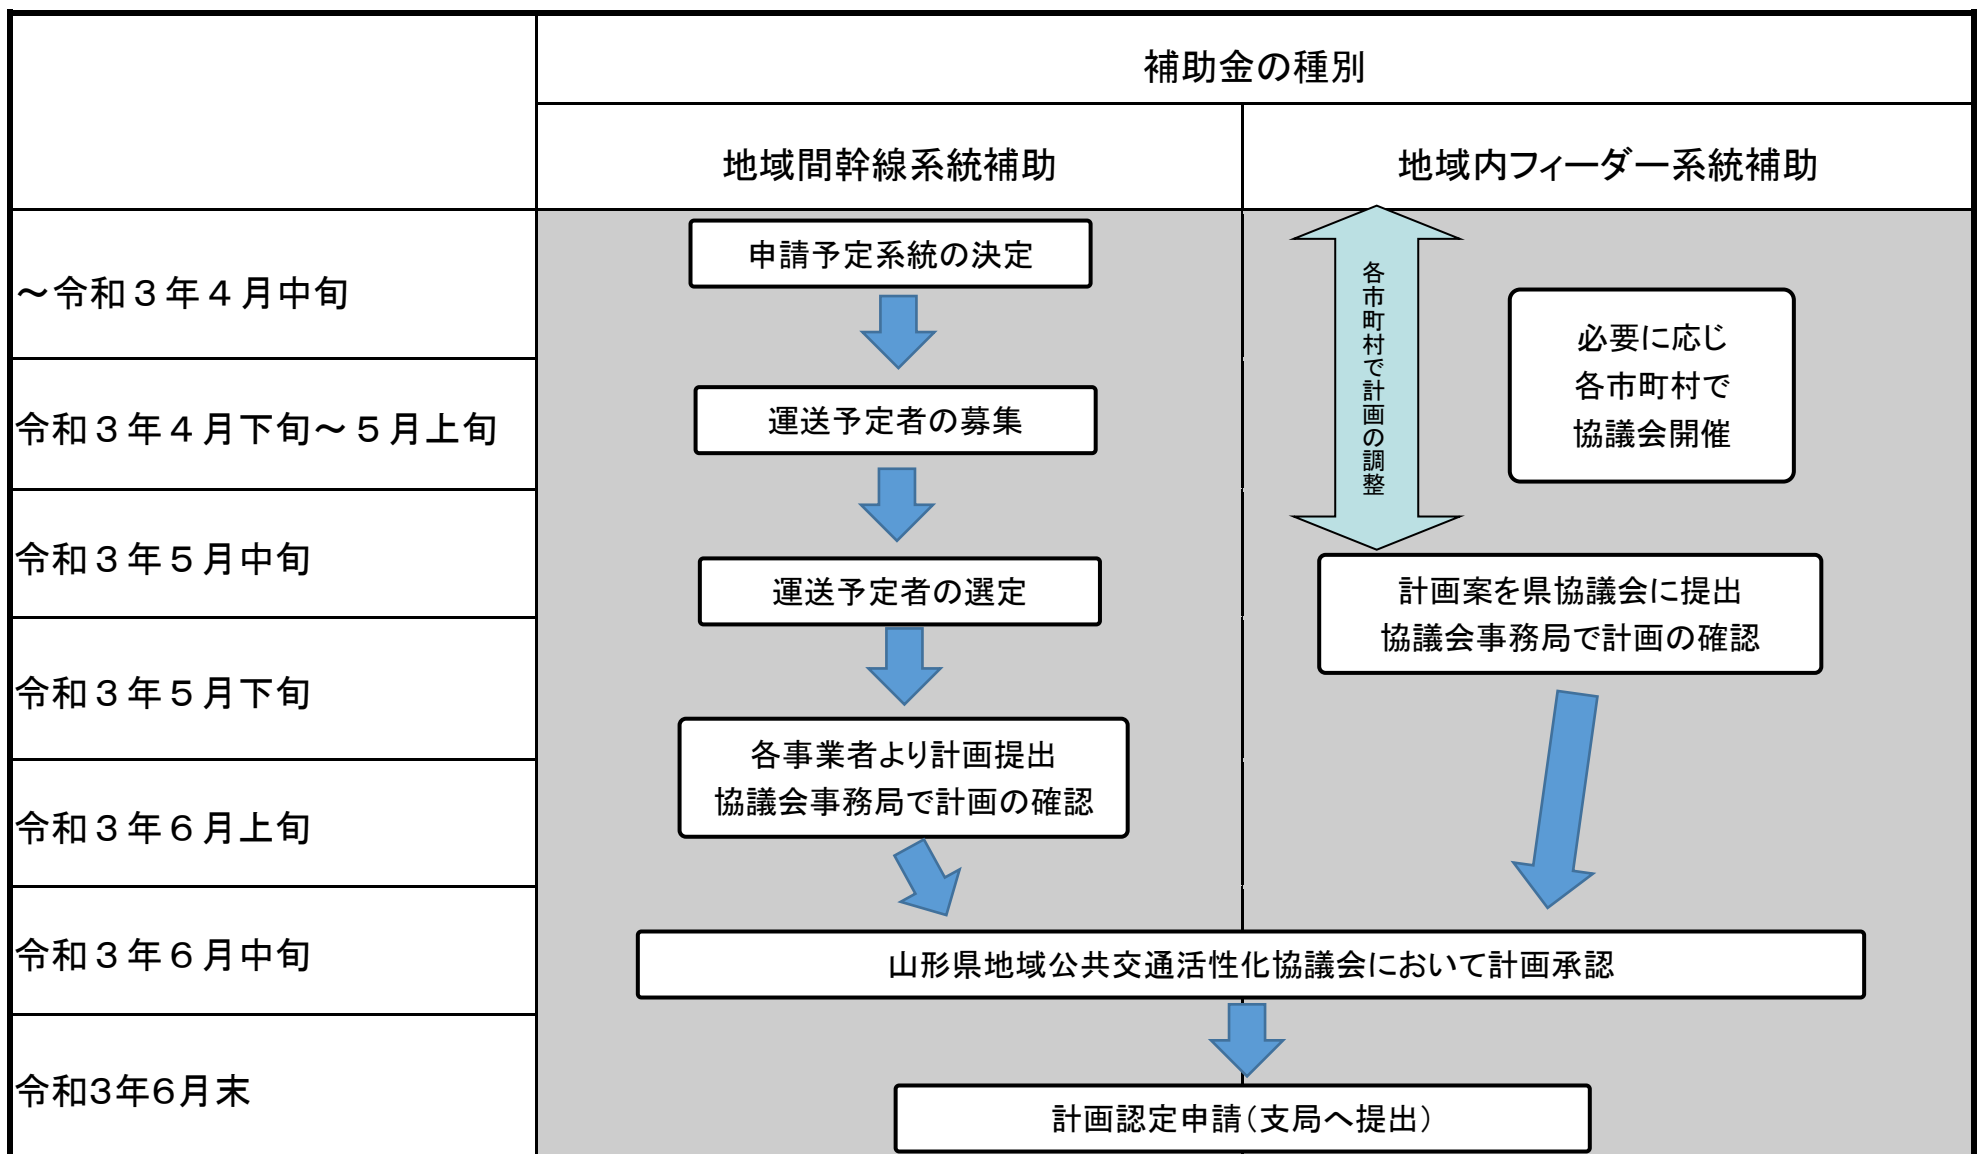 補助金の種別
地域間幹線系統補助
地域内フィーダー系統補助
～令和３年４月中旬
申請予定系統の決定
各市町村で計画の調整
必要に応じ
各市町村で
協議会開催
令和３年４月下旬～５月上旬
運送予定者の募集
令和３年５月中旬
運送予定者の選定
計画案を県協議会に提出
協議会事務局で計画の確認
令和３年５月下旬
各事業者より計画提出
協議会事務局で計画の確認
令和３年６月上旬
令和３年６月中旬
山形県地域公共交通活性化協議会において計画承認
令和3年6月末
計画認定申請（支局へ提出）